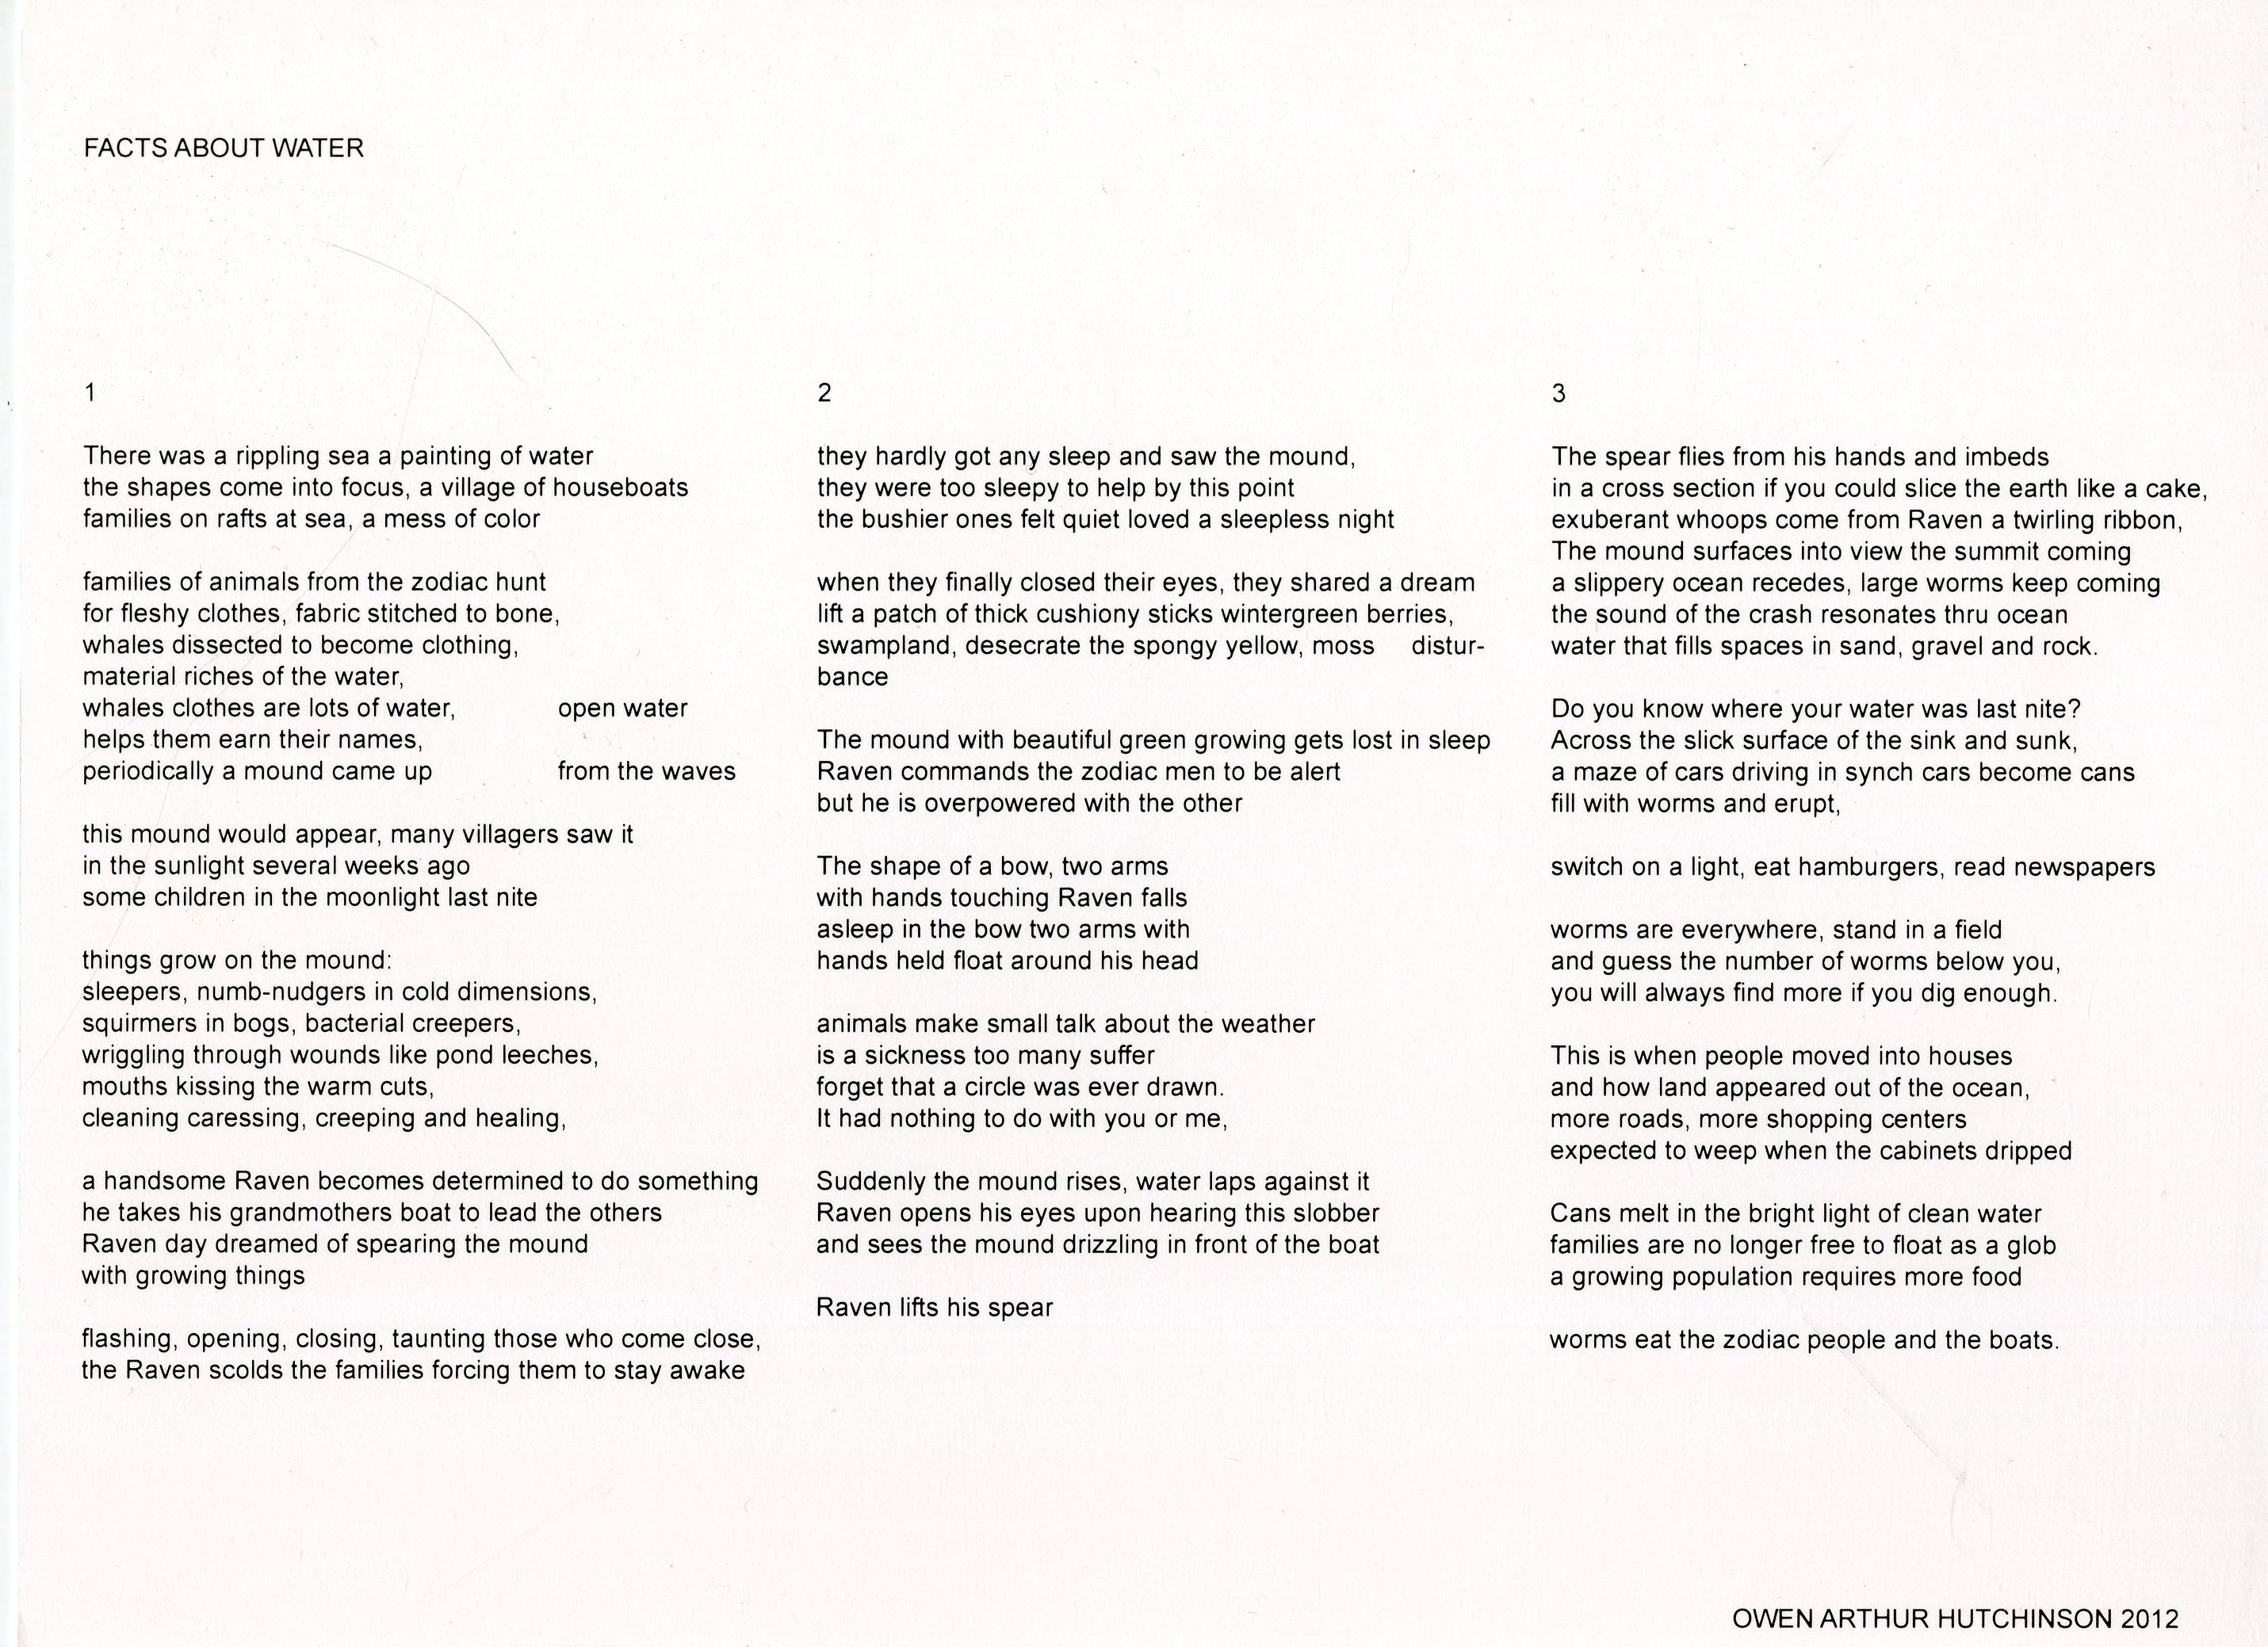 FACTS ABOUT WATER
1
There was a rippling sea a painting of water
the shapes come into focus, a village of houseboats
families on rafts at sea, a mess of color
families of animals from the zodiac hunt
for fleshy clothes, fabric stitched to bone,
whales dissected to become clothing,
material riches of the water,
whales clothes are lots of water, open water
helps them earn their names,
periodically a mound came up from the waves
this mound would appear, many villagers saw it
in the sunlight several weeks ago
some children in the moonlight last nite
things grow on the mound:
sleepers, numb-nudgers in cold dimensions,
squirmers in bogs, bacterial creepers,
wriggling through wounds like pond leeches,
mouths kissing the warm cuts,
cleaning caressing, creeping and healing,
a handsome Raven becomes determined to do something
he takes his grandmothers boat to lead the others
Raven day dreamed of spearing the mound
with growing things
flashing, opening, closing, taunting those who come close,
the Raven scolds the families forcing them to stay awake
2
they hardly got any sleep and saw the mound,
they were too sleepy to help by this point
the bushier ones felt quiet loved a sleepless night
when they finally closed their eyes, they shared a dream
lift a patch of thick cushiony sticks wintergreen berries,
swampland, desecrate the spongy yellow, moss distur-
bance
The mound with beautiful green growing gets lost in sleep
Raven commands the zodiac men to be alert
but he is overpowered with the other
The shape of a bow, two arms
with hands touching Raven falls
asleep in the bow two arms with
hands held float around his head
animals make small talk about the weather
is a sickness too many suffer
forget that a circle was ever drawn.
It had nothing to do with you or me,
Suddenly the mound rises, water laps against it
Raven opens his eyes upon hearing this slobber
and sees the mound drizzling in front of the boat
Raven lifts his spear
3
The spear flies from his hands and imbeds
in a cross section if you could slice the earth like a cake,
exuberant whoops come from Raven a twirling ribbon,
The mound surfaces into view the summit coming
a slippery ocean recedes, large worms keep coming
the sound of the crash resonates thru ocean
water that fills spaces in sand, gravel and rock.
Do you know where your water was last nite?
Across the slick surface of the sink and sunk,
a maze of cars driving in synch cars become cans
fill with worms and erupt,
switch on a light, eat hamburgers, read newspapers
worms are everywhere, stand in a field
and guess the number of worms below you,
you will always find more if you dig enough.
This is when people moved into houses
and how land appeared out of the ocean,
more roads, more shopping centers
expected to weep when the cabinets dripped
Cans melt in the bright light of clean water
families are no longer free to float as a glob
a growing population requires more food
worms eat the zodiac people and the boats.
OWEN ARTHUR HUTCHINSON 2012